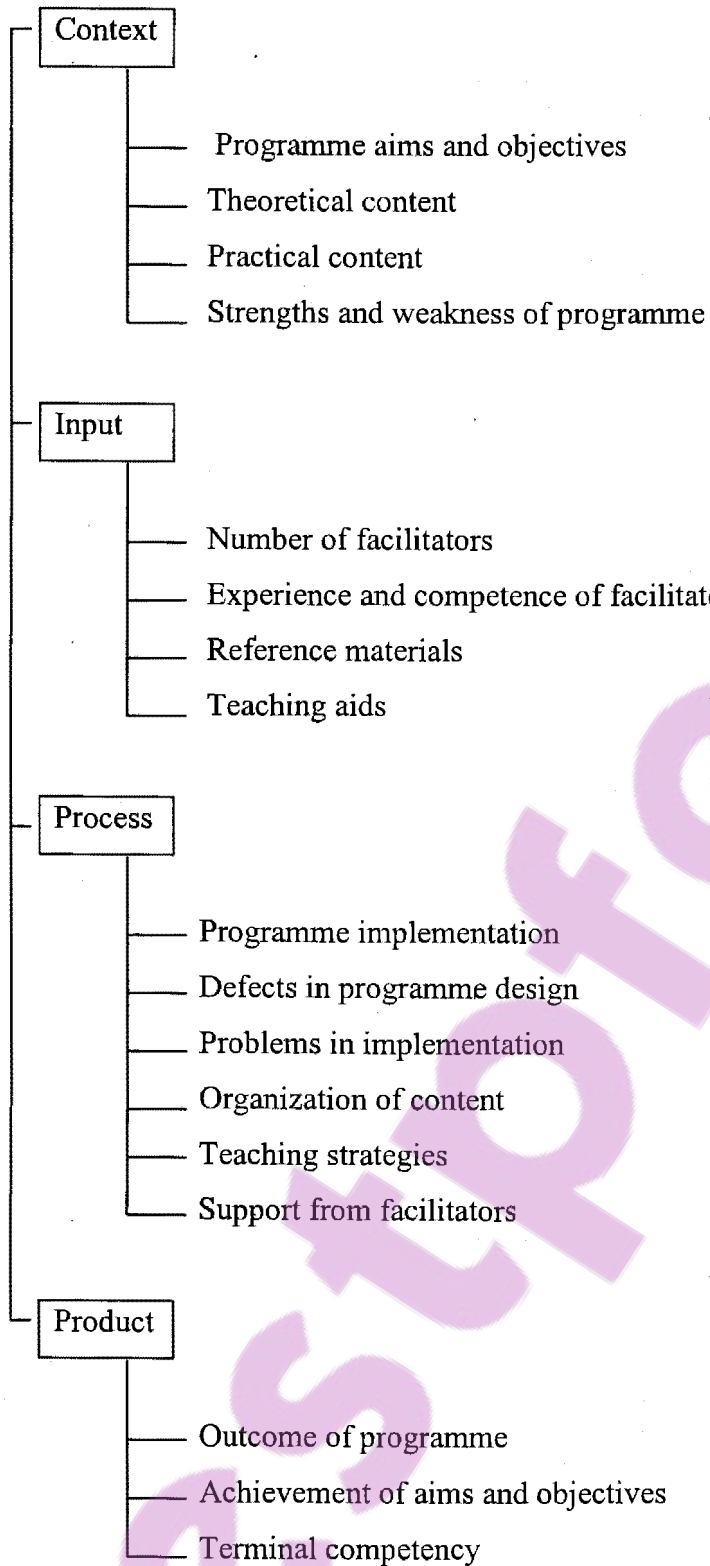 Context
Programme aims and objectives
Theoretical content
Practical content
Strengths and weakness of programme
Input
Number of facilitators
Experience and competence of
Reference materials
Teaching aids
Process
Programme implementation
Defects in programme design
Problems in implementation
Organization of content
Teaching strategies
Support from facilitators
Product
Outcome of programme
Achievement of aims and objectives
Terminal competency